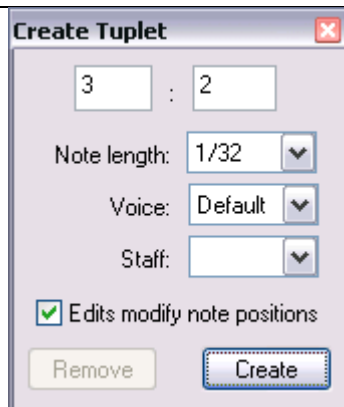 Create Tuplet
3 : 2
Note length: 1/32
Voice: Default
Staff:
Edits modify note positions
Remove Create